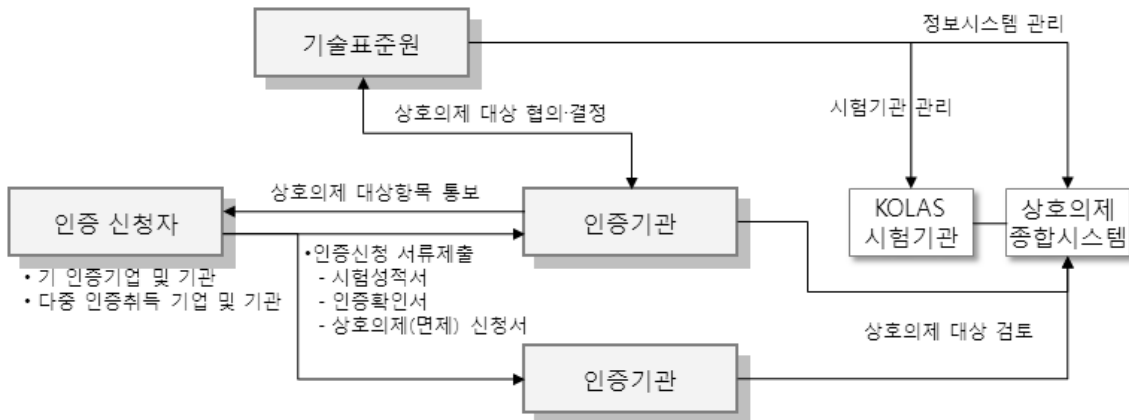 정보시스템 관리
기술표준원
상호의제 대상 협의·결정
시험기관 관리
상호의제 대상항목 통보
인증 신청자
인증기관
KOLAS
시험기관
상호의제
종합시스템
• 기 인증기업 및 기관
• 다중 인증취득 기업 및 기관
•인증신청 서류제출
- 시험성적서
- 인증확인서
- 상호의제(면제) 신청서
상호의제 대상 검토
인증기관